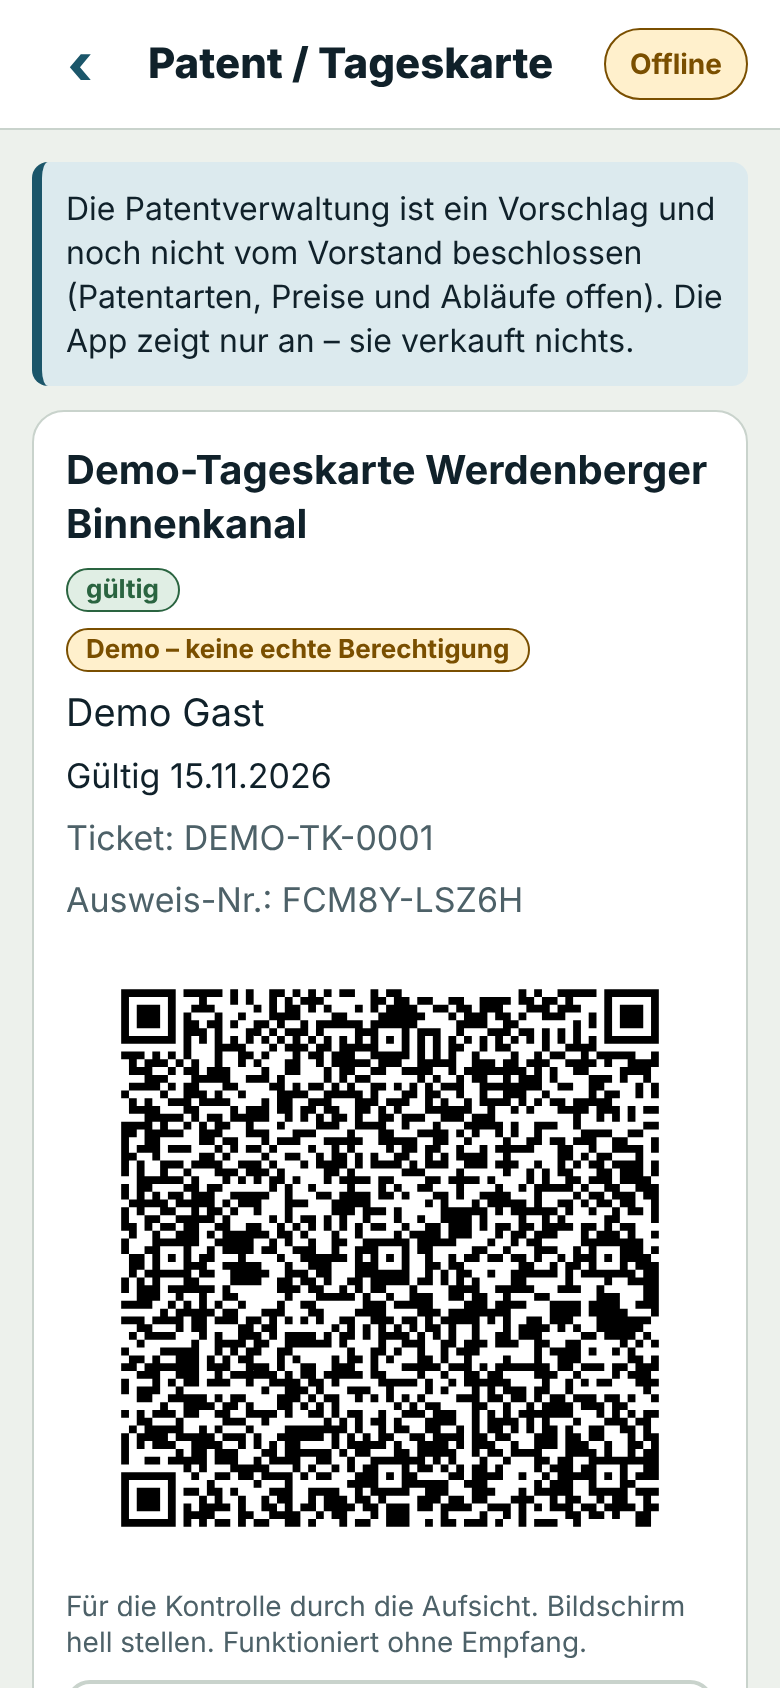 ‹ Patent / Tageskarte Offline
Die Patentverwaltung ist ein Vorschlag und
noch nicht vom Vorstand beschlossen
(Patentarten, Preise und Abläufe offen). Die
App zeigt nur an – sie verkauft nichts.
Demo-Tageskarte Werdenberger
Binnenkanal
gültig
Demo – keine echte Berechtigung
Demo Gast
Gültig 15.11.2026
Ticket: DEMO-TK-0001
Ausweis-Nr.: FCM8Y-LSZ6H
Für die Kontrolle durch die Aufsicht. Bildschirm
hell stellen. Funktioniert ohne Empfang.